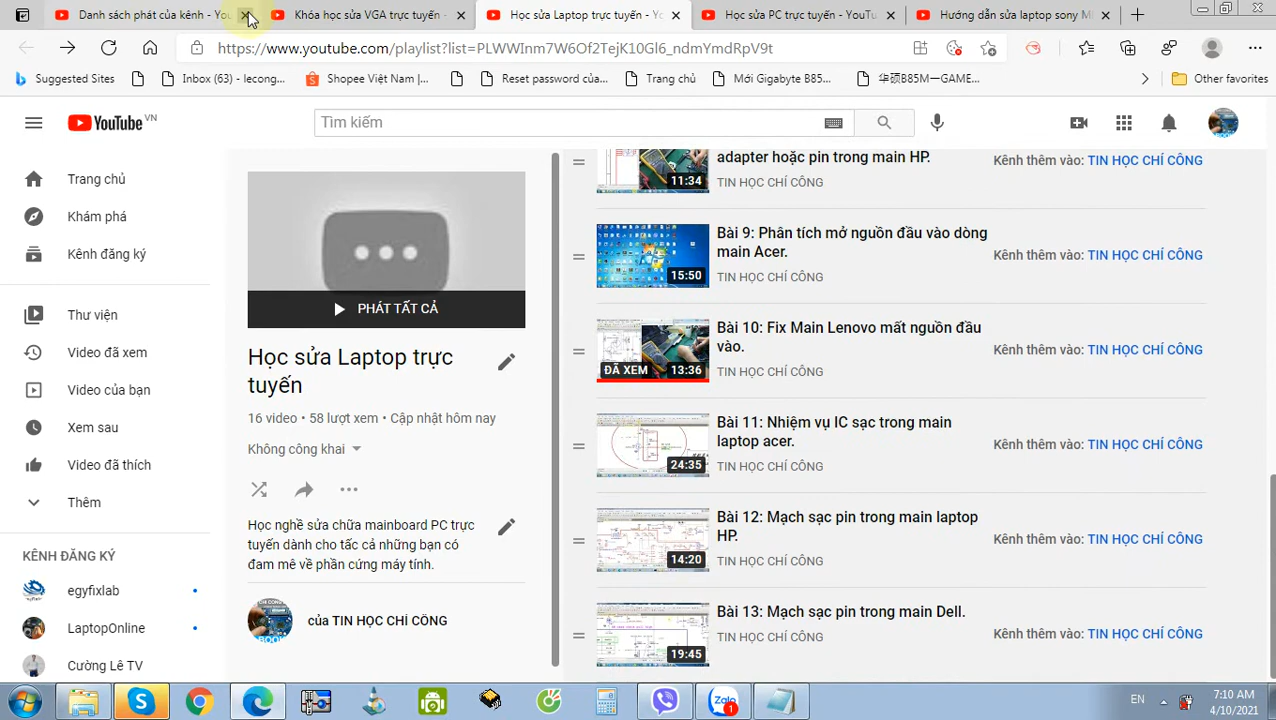 Danh sách phát của kênh - You
Khóa học sửa VGA trực tuyến -
Học sửa Laptop trực tuyến - Yo
Học sửa PC trực tuyến - YouTu
Hướng dẫn sửa laptop sony M
https://www.youtube.com/playlist?list=PLWWInm7W6Of2TejK10Gl6_ndmYmdRpV9t
Suggested Sites
Inbox (63) - lecong...
Shopee Việt Nam |...
Reset password của...
Trang chủ
Mới Gigabyte B85...
华硕B85M一GAME...
Other favorites
YouTube VN
Tìm kiếm
Trang chủ
Khám phá
Kênh đăng ký
Thư viện
Video đã xem
Video của bạn
Xem sau
Video đã thích
Thêm
KÊNH ĐĂNG KÝ
egyfixlab
LaptopOnline
Cường Lê TV
PHÁT TẤT CẢ
Học sửa Laptop trực
tuyến
16 video • 58 lượt xem • Cập nhật hôm nay
Không công khai
Học nghề sửa chữa mainboard PC trực
tuyến dành cho tất cả những bạn có
đam mê về phần cứng máy tính.
của TIN HỌC CHÍ CÔNG
adapter hoặc pin trong main HP.
TIN HỌC CHÍ CÔNG
11:34
Kênh thêm vào: TIN HỌC CHÍ CÔNG
Bài 9: Phân tích mở nguồn đầu vào dòng
main Acer.
TIN HỌC CHÍ CÔNG
15:50
Kênh thêm vào: TIN HỌC CHÍ CÔNG
Bài 10: Fix main Lenovo mất nguồn đầu
vào.
TIN HỌC CHÍ CÔNG
ĐÃ XEM 13:36
Kênh thêm vào: TIN HỌC CHÍ CÔNG
Bài 11: Nhiệm vụ IC sạc trong main
laptop acer.
TIN HỌC CHÍ CÔNG
24:35
Kênh thêm vào: TIN HỌC CHÍ CÔNG
Bài 12: Mạch sạc pin trong main laptop
HP.
TIN HỌC CHÍ CÔNG
14:20
Kênh thêm vào: TIN HỌC CHÍ CÔNG
Bài 13: Mạch sạc pin trong main Dell.
TIN HỌC CHÍ CÔNG
19:45
Kênh thêm vào: TIN HỌC CHÍ CÔNG
EN
7:10 AM
4/10/2021